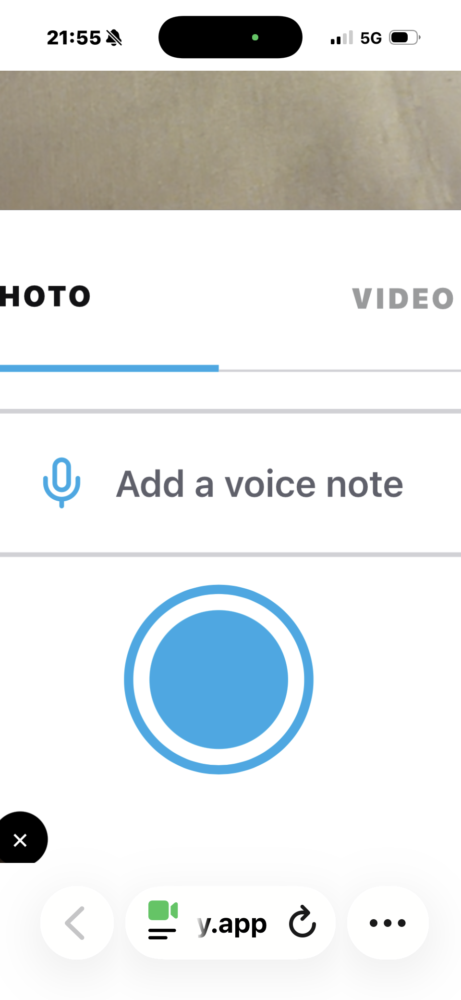 21:55 5G
HOTO VIDEO
Add a voice note
y.app